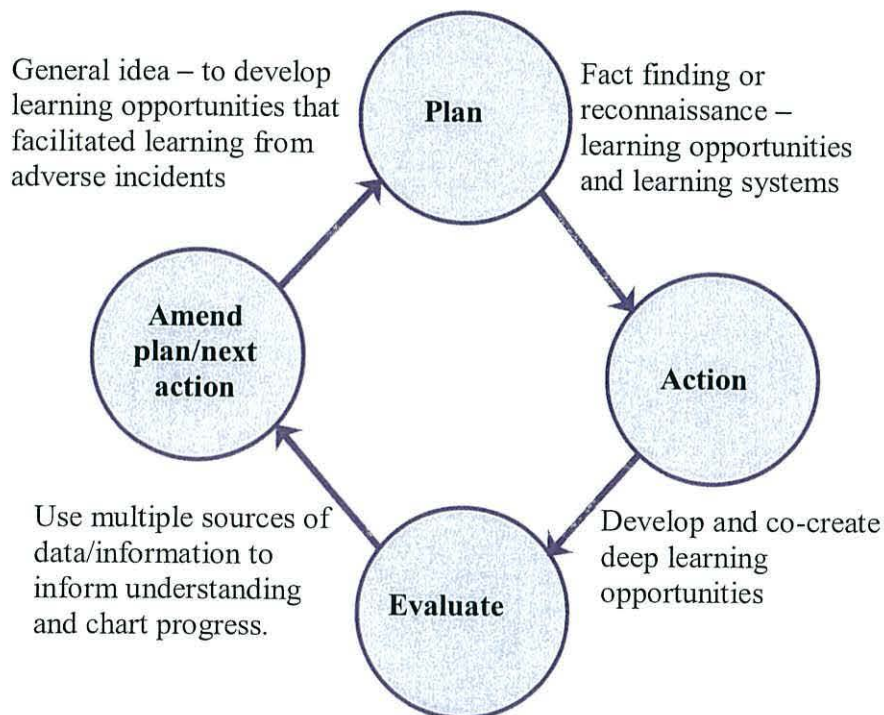 General idea – to develop
learning opportunities that
facilitated learning from
adverse incidents
Plan
Fact finding or
reconnaissance –
learning opportunities
and learning systems
Amend
plan/next
action
Action
Use multiple sources of
data/information to
inform understanding
and chart progress.
Evaluate
Develop and co-create
deep learning
opportunities